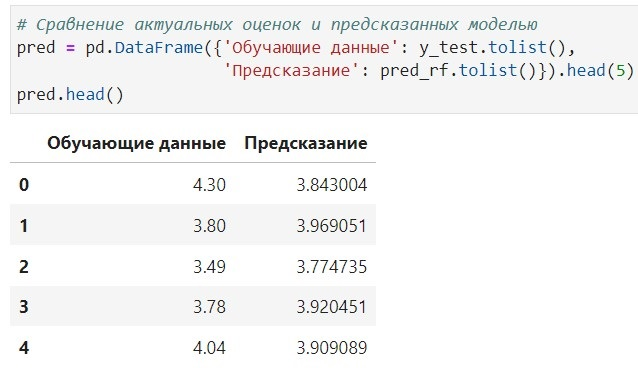 # Сравнение актуальных оценок и предсказанных моделью
pred = pd.DataFrame({'Обучающие данные': y_test.tolist(),
'Предсказание': pred_rf.tolist()}).head(5)
pred.head()
Обучающие данные Предсказание
0 4.30 3.843004
1 3.80 3.969051
2 3.49 3.774735
3 3.78 3.920451
4 4.04 3.909089